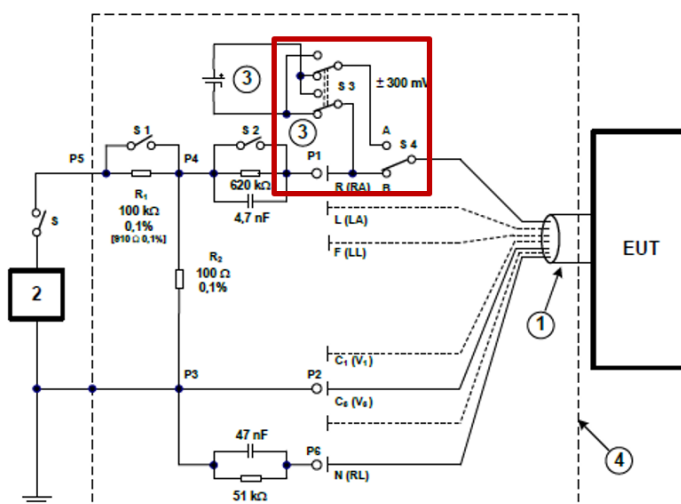 3
S 3
± 300 mV
3
S 1
S 2
A
S 4
P5
P4
P1
620 kΩ
R (RA)
B
R₁
100 kΩ
0,1%
[910 Ω 0,1%]
4,7 nF
L (LA)
S
F (LL)
EUT
R₂
100 Ω
0,1%
2
1
C₁ (V₁)
P3
P2
C₆ (V₆)
47 nF
P6
4
N (RL)
51 kΩ